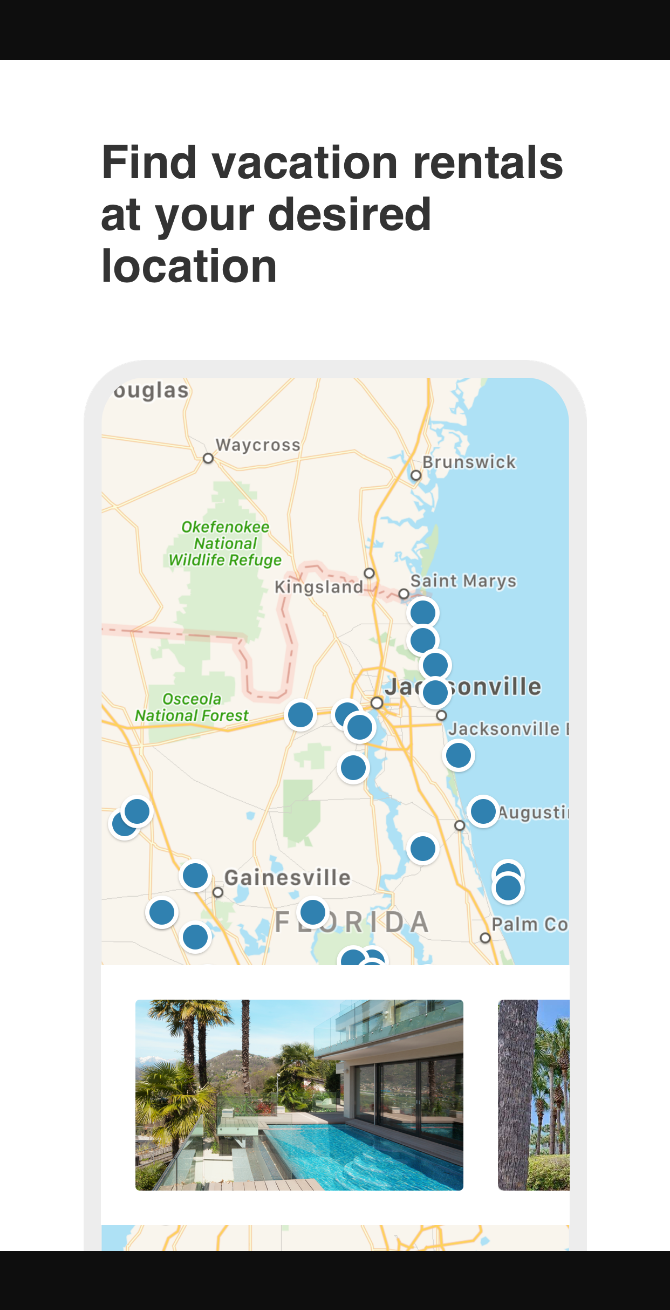 Find vacation rentals
at your desired
location
ouglas
Waycross
Brunswick
Okefenokee
National
Wildlife Refuge
Kingsland
Saint Marys
Jacksonville
Osceola
National Forest
Jacksonville
Augusti
Gainesville
FLORIDA
Palm Co